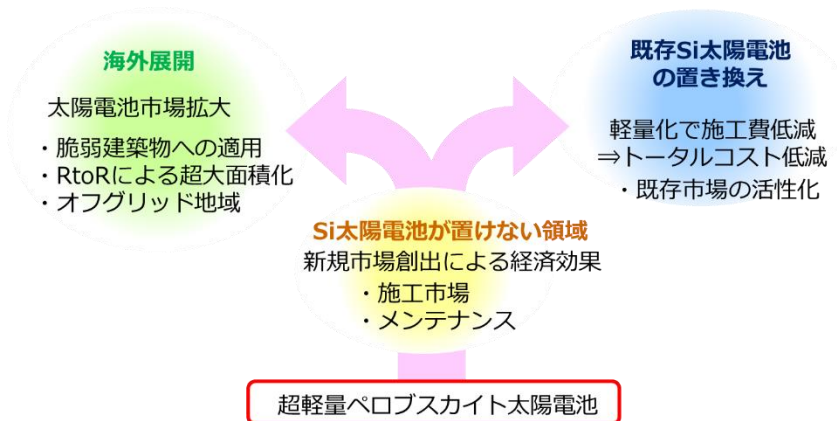 海外展開
太陽電池市場拡大
・脆弱建築物への適用
・RtoRによる超大面積化
・オフグリッド地域
既存Si太陽電池
の置き換え
軽量化で施工費低減
⇒トータルコスト低減
・既存市場の活性化
Si太陽電池が置けない領域
新規市場創出による経済効果
・施工市場
・メンテナンス
超軽量ペロブスカイト太陽電池